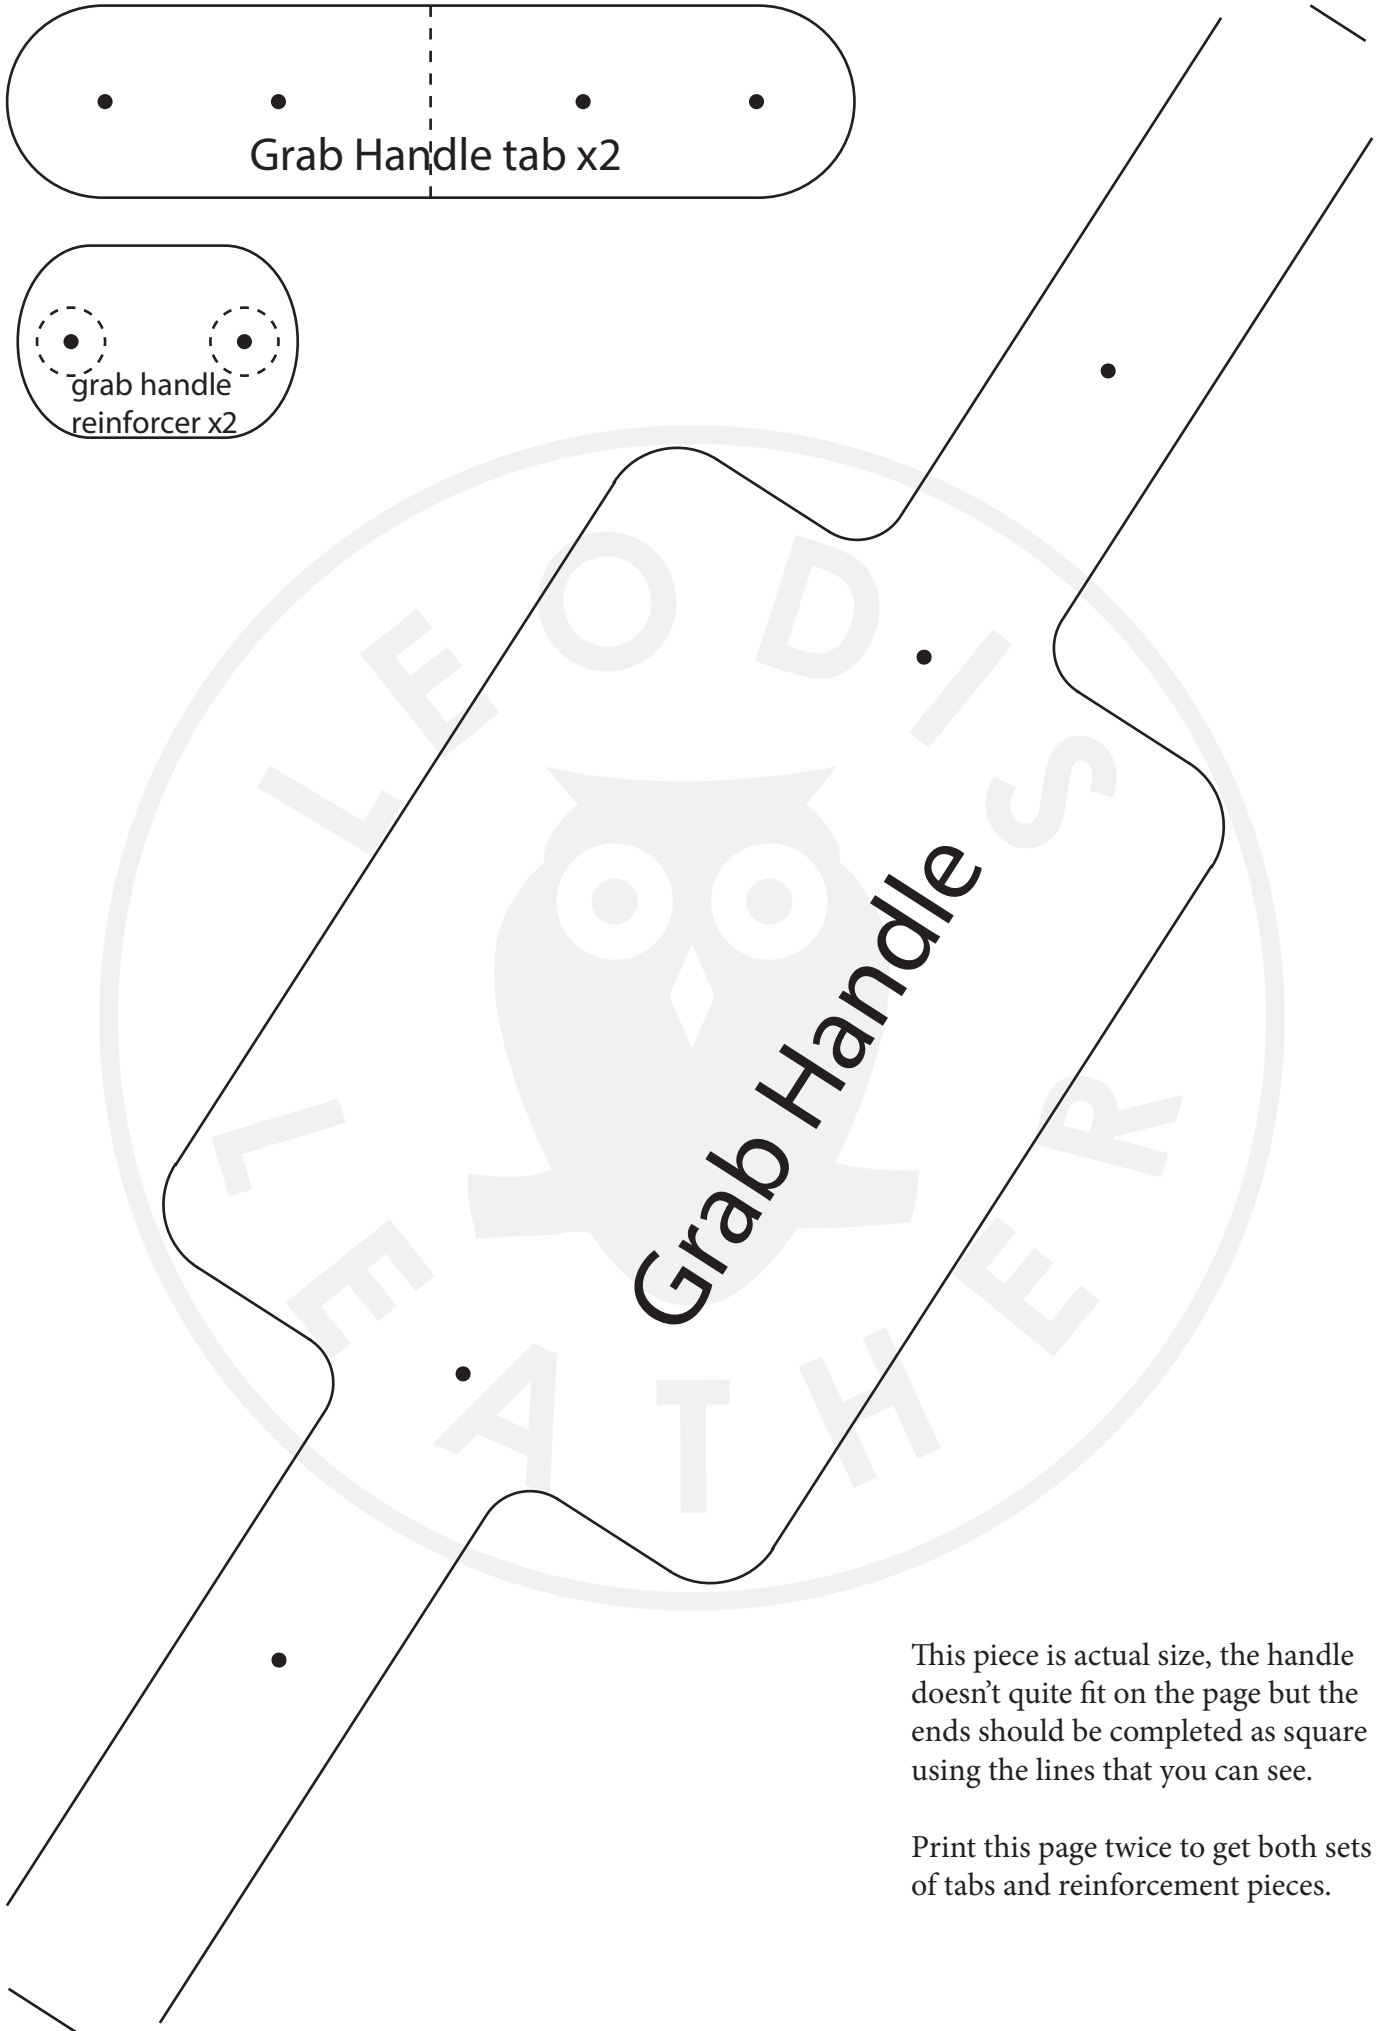 Grab Handle tab x2
grab handle
reinforcer x2
LEODIS
LEATHER
Grab Handle
This piece is actual size, the handle
doesn't quite fit on the page but the
ends should be completed as square
using the lines that you can see.
Print this page twice to get both sets
of tabs and reinforcement pieces.